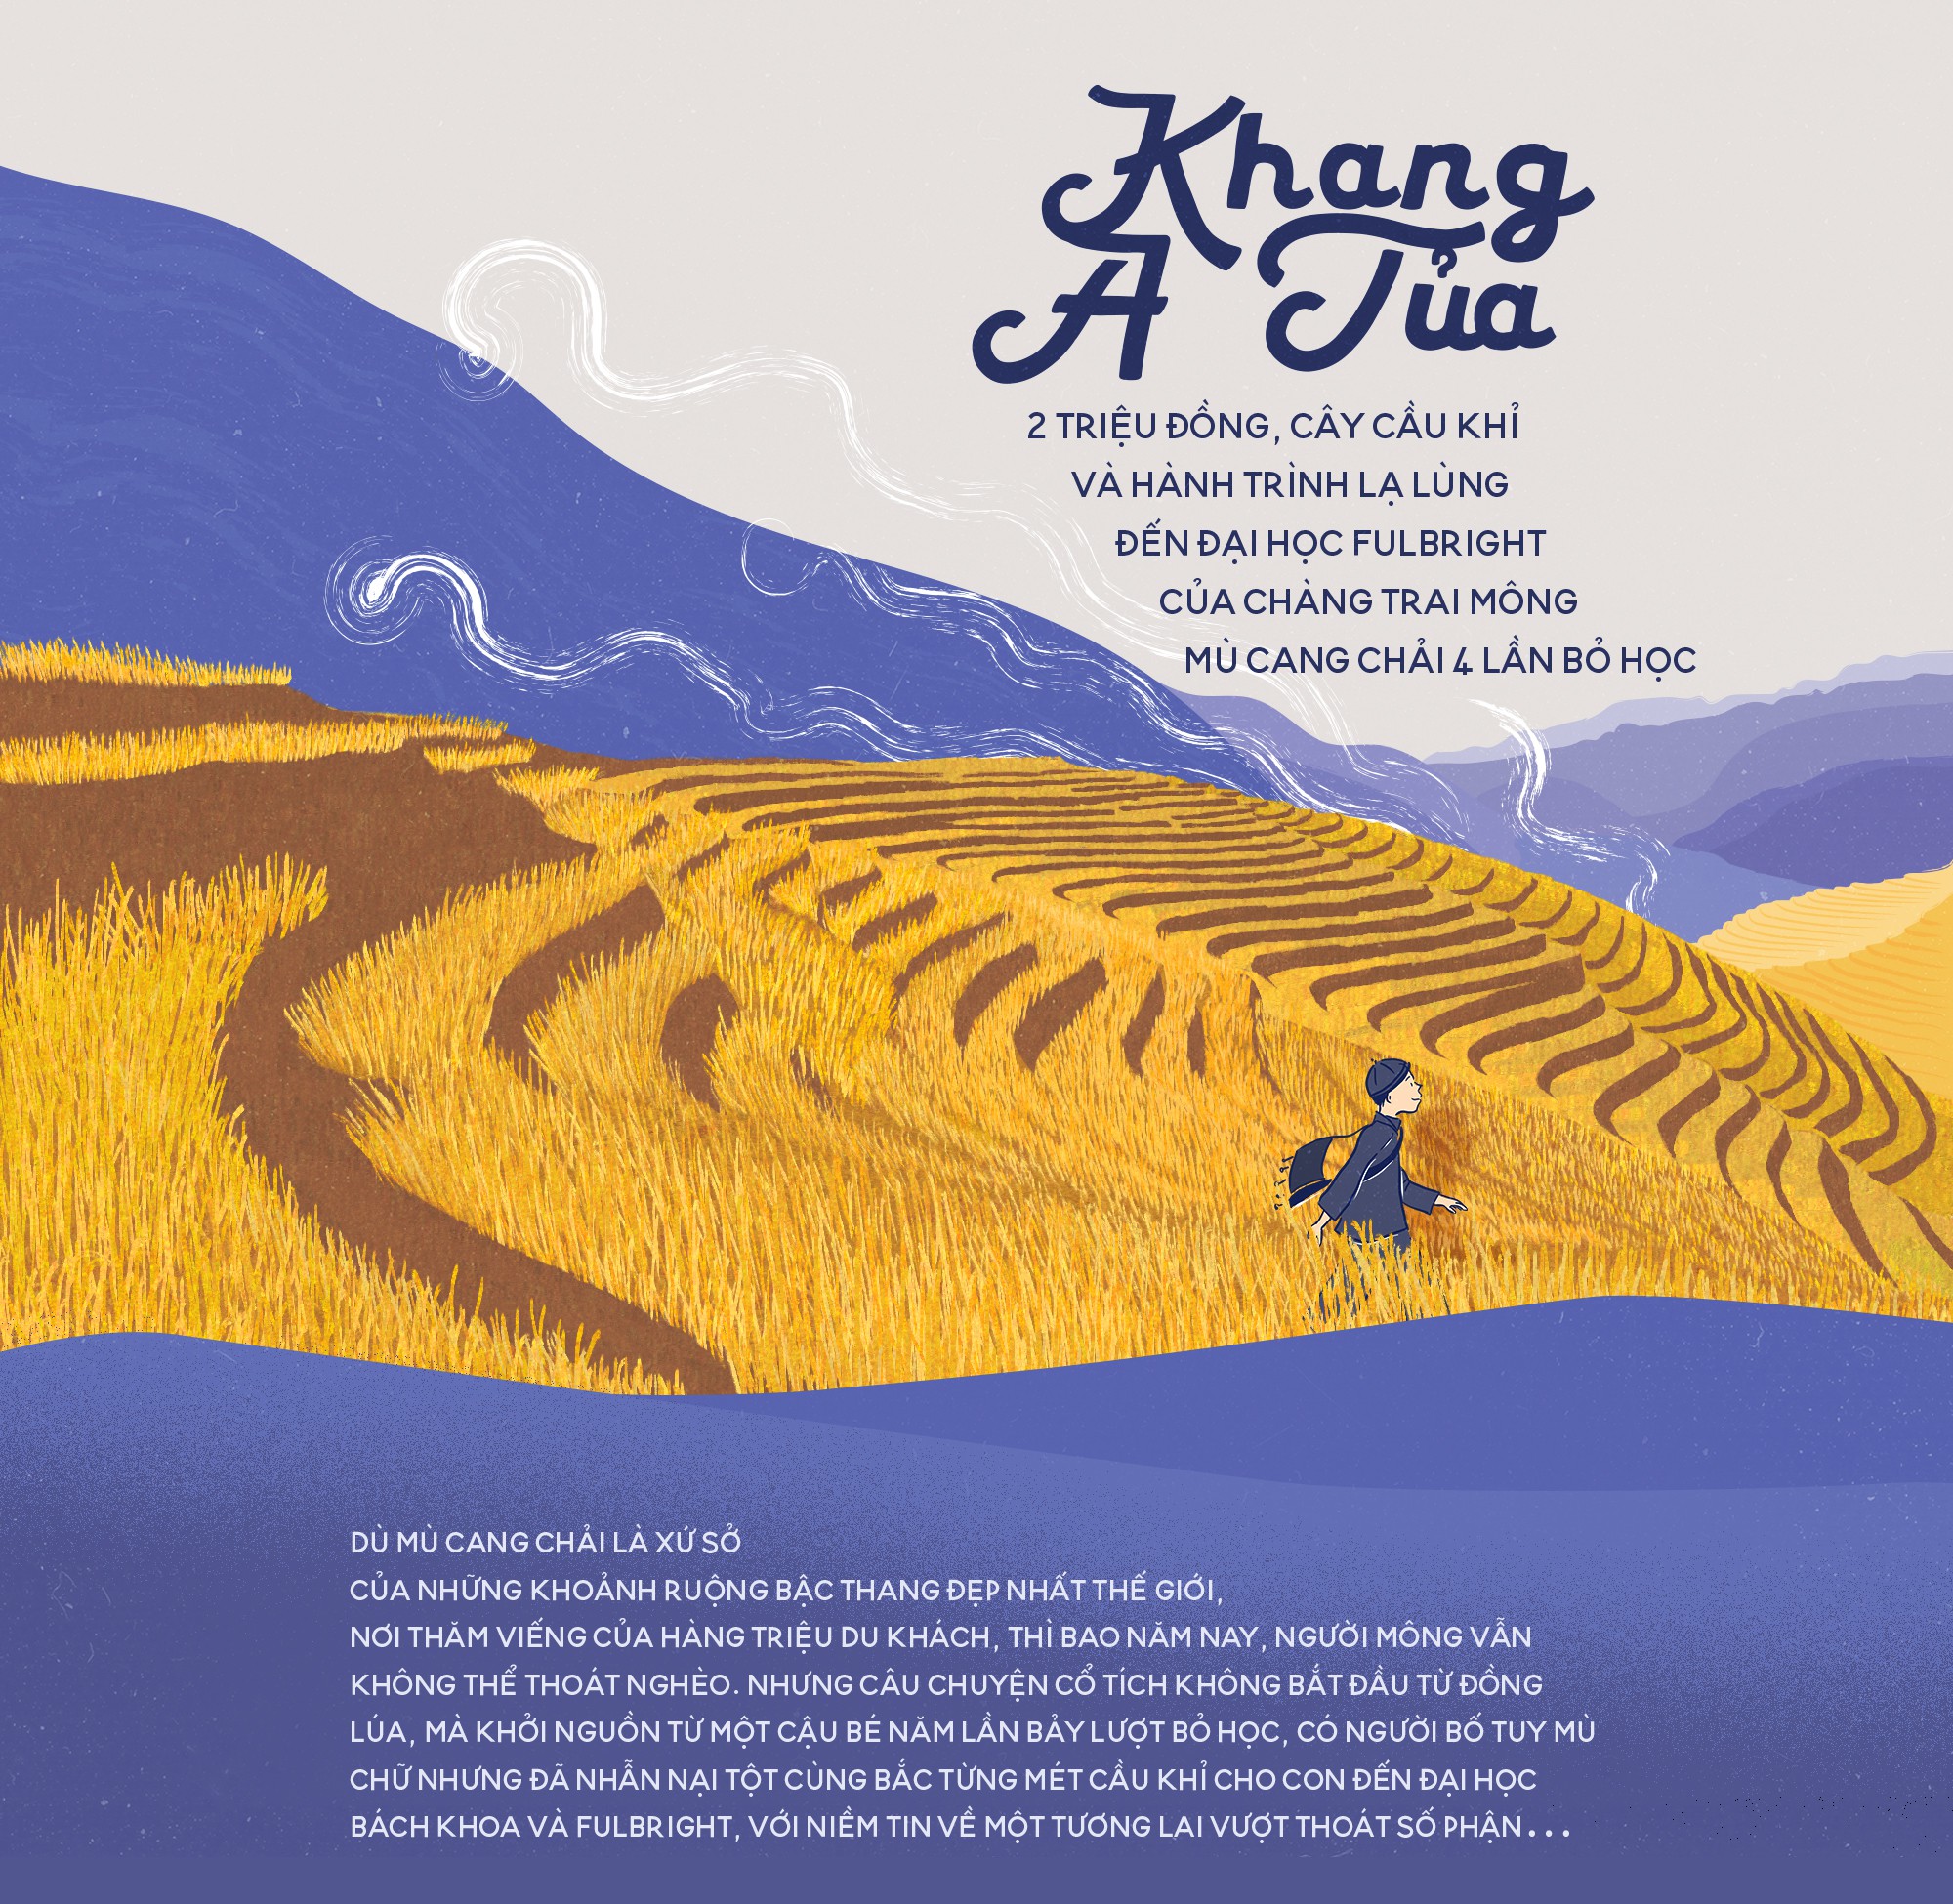 Khang
A Tủa
2 TRIỆU ĐỒNG, CÂY CẦU KHỈ
VÀ HÀNH TRÌNH LẠ LÙNG
ĐẾN ĐẠI HỌC FULBRIGHT
CỦA CHÀNG TRAI MÔNG
MÙ CANG CHẢI 4 LẦN BỎ HỌC
DÙ MÙ CANG CHẢI LÀ XỨ SỞ
CỦA NHỮNG KHOẢNH RUỘNG BẬC THANG ĐẸP NHẤT THẾ GIỚI,
NƠI THĂM VIẾNG CỦA HÀNG TRIỆU DU KHÁCH, THÌ BAO NĂM NAY, NGƯỜI MÔNG VẪN
KHÔNG THỂ THOÁT NGHÈO. NHƯNG CÂU CHUYỆN CỔ TÍCH KHÔNG BẮT ĐẦU TỪ ĐỒNG
LÚA, MÀ KHỞI NGUỒN TỪ MỘT CẬU BÉ NĂM LẦN BẢY LƯỢT BỎ HỌC, CÓ NGƯỜI BỐ TUY MÙ
CHỮ NHƯNG ĐÃ NHẪN NẠI TỘT CÙNG BẮC TỪNG MÉT CẦU KHỈ CHO CON ĐẾN ĐẠI HỌC
BÁCH KHOA VÀ FULBRIGHT, VỚI NIỀM TIN VỀ MỘT TƯƠNG LAI VƯỢT THOÁT SỐ PHẬN...